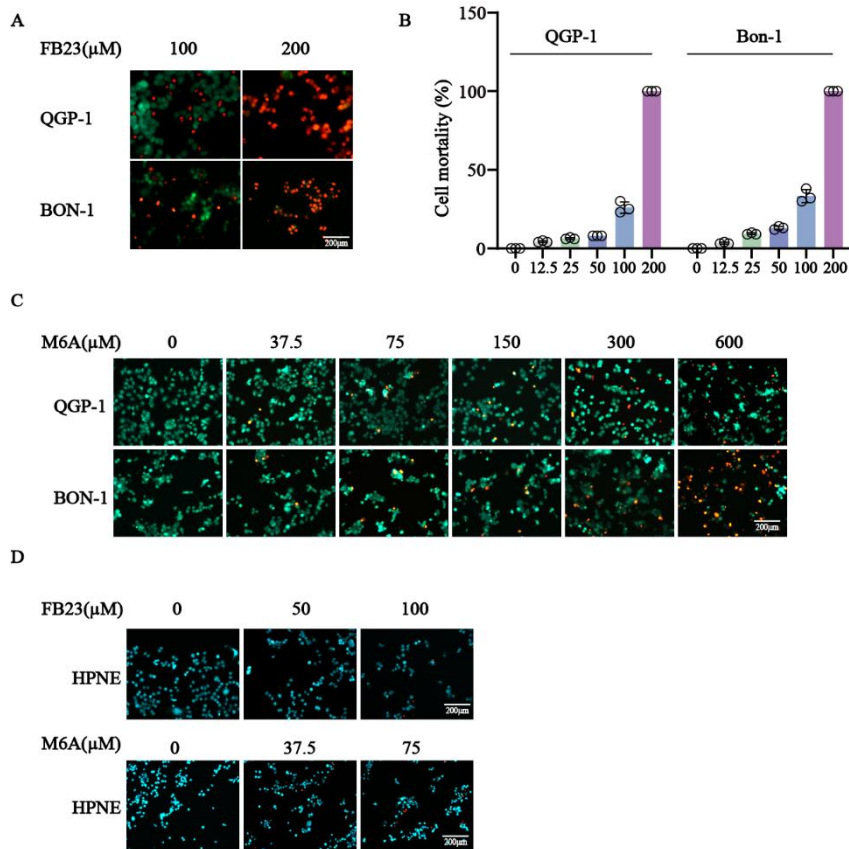 A
FB23(μM) 100 200
QGP-1
BON-1
200μm
B
QGP-1 Bon-1
Cell mortality (%)
150
100
50
0
0 12.5 25 50 100 200 0 12.5 25 50 100 200
C
M6A(μM) 0 37.5 75 150 300 600
QGP-1
BON-1
200μm
D
FB23(μM) 0 50 100
HPNE
200μm
M6A(μM) 0 37.5 75
HPNE
200μm